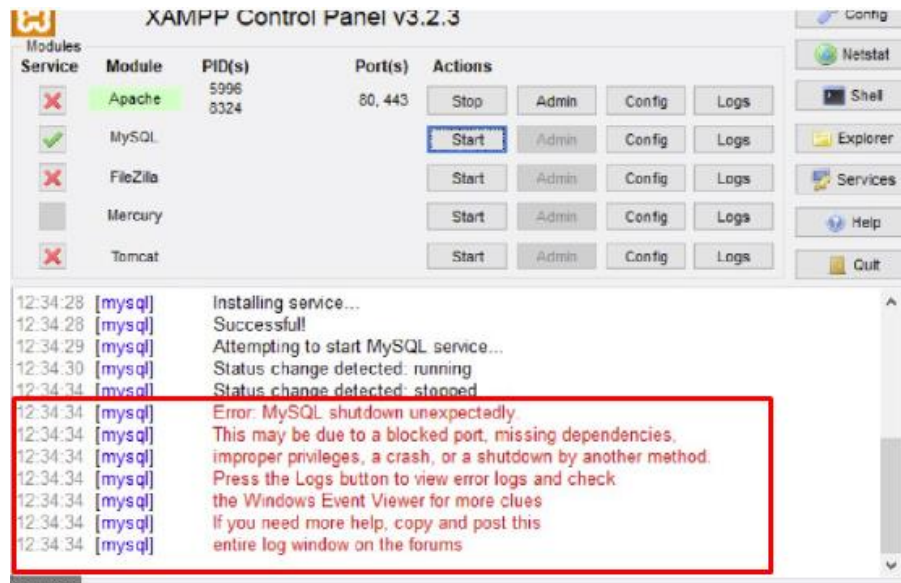 XAMPP Control Panel v3.2.3
Config
Modules
Service Module PID(s) Port(s) Actions
Netstat
Apache 5996 8324 80, 443 Stop Admin Config Logs
Shell
MySQL Start Admin Config Logs
Explorer
FileZilla Start Admin Config Logs
Services
Mercury Start Admin Config Logs
Help
Tomcat Start Admin Config Logs
Quit
12:34:28 [mysql] Installing service...
12:34:28 [mysql] Successful!
12:34:29 [mysql] Attempting to start MySQL service...
12:34:30 [mysql] Status change detected: running
12:34:34 [mysql] Status change detected: stopped
12:34:34 [mysql] Error: MySQL shutdown unexpectedly.
12:34:34 [mysql] This may be due to a blocked port, missing dependencies,
12:34:34 [mysql] improper privileges, a crash, or a shutdown by another method.
12:34:34 [mysql] Press the Logs button to view error logs and check
12:34:34 [mysql] the Windows Event Viewer for more clues
12:34:34 [mysql] If you need more help, copy and post this
12:34:34 [mysql] entire log window on the forums